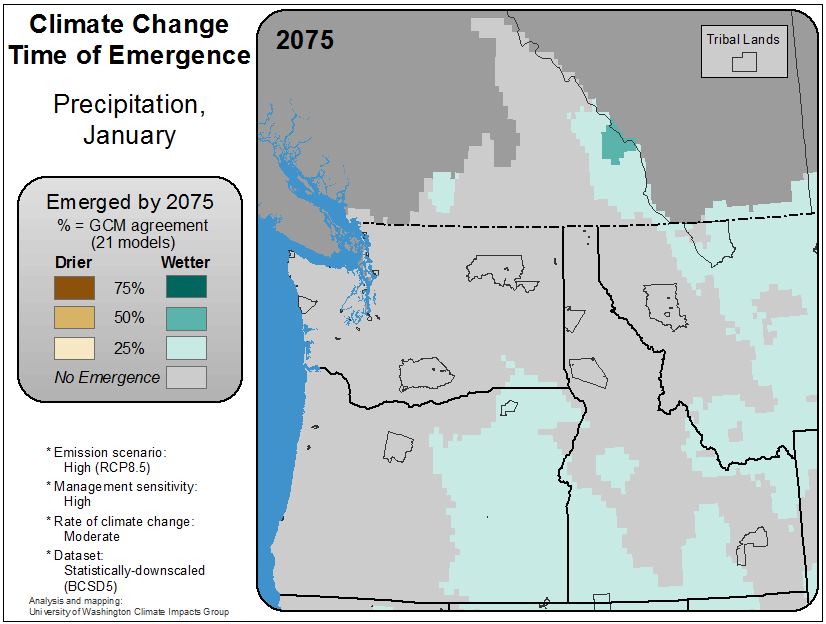 Climate Change
Time of Emergence
Precipitation,
January
2075
Tribal Lands
Emerged by 2075
% = GCM agreement
(21 models)
Drier Wetter
75%
50%
25%
No Emergence
* Emission scenario:
High (RCP8.5)
* Management sensitivity:
High
* Rate of climate change:
Moderate
* Dataset:
Statistically-downscaled
(BCSD5)
Analysis and mapping:
University of Washington Climate Impacts Group